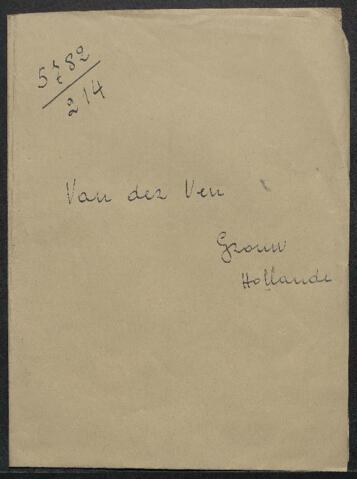 5782
214
Van der Ven
Grouw
Hollande